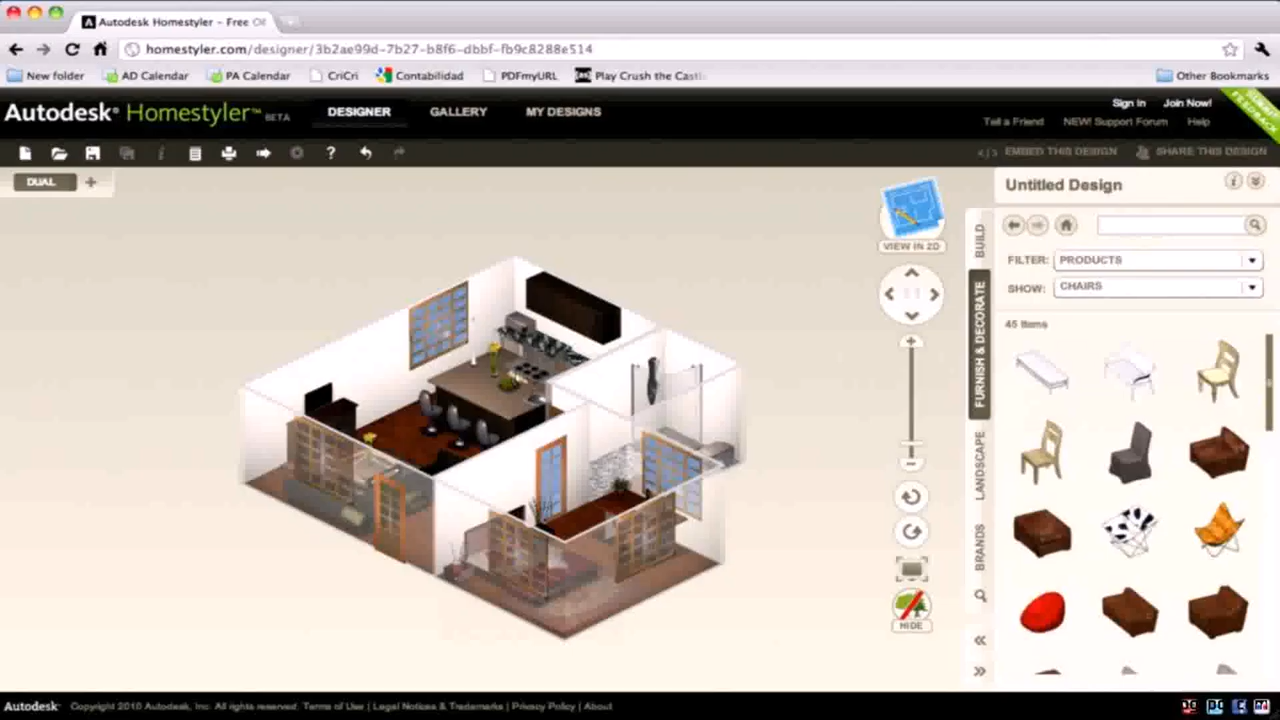 Autodesk Homestyler - Free Oi
homestyler.com/designer/3b2ae99d-7b27-b8f6-dbbf-fb9c8288e514
New folder AD Calendar PA Calendar CriCri Contabilidad PDFmyURL Play Crush the Castl Other Bookmarks
Autodesk® Homestyler™ BETA DESIGNER GALLERY MY DESIGNS Sign In Join Now!
Tell a Friend NEW! Support Forum Help
FEEDBACK
EMBED THIS DESIGN SHARE THIS DESIGN
DUAL
VIEW IN 2D
HIDE
BUILD
FURNISH & DECORATE
LANDSCAPE
BRANDS
Untitled Design
FILTER: PRODUCTS
SHOW: CHAIRS
45 Items
Autodesk Copyright 2010 Autodesk, Inc. All rights reserved. Terms of Use | Legal Notices & Trademarks | Privacy Policy | About